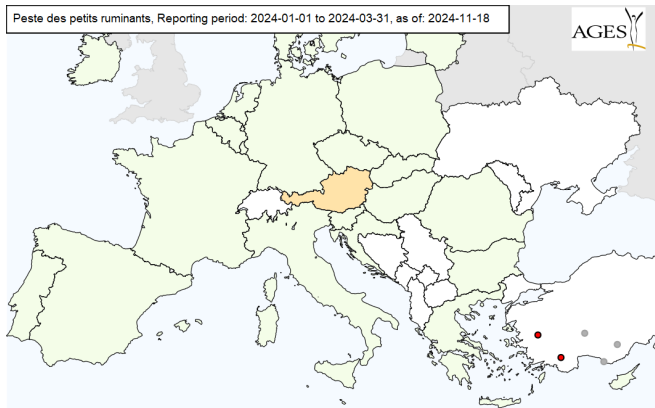 Peste des petits ruminants, Reporting period: 2024-01-01 to 2024-03-31, as of: 2024-11-18
AGES